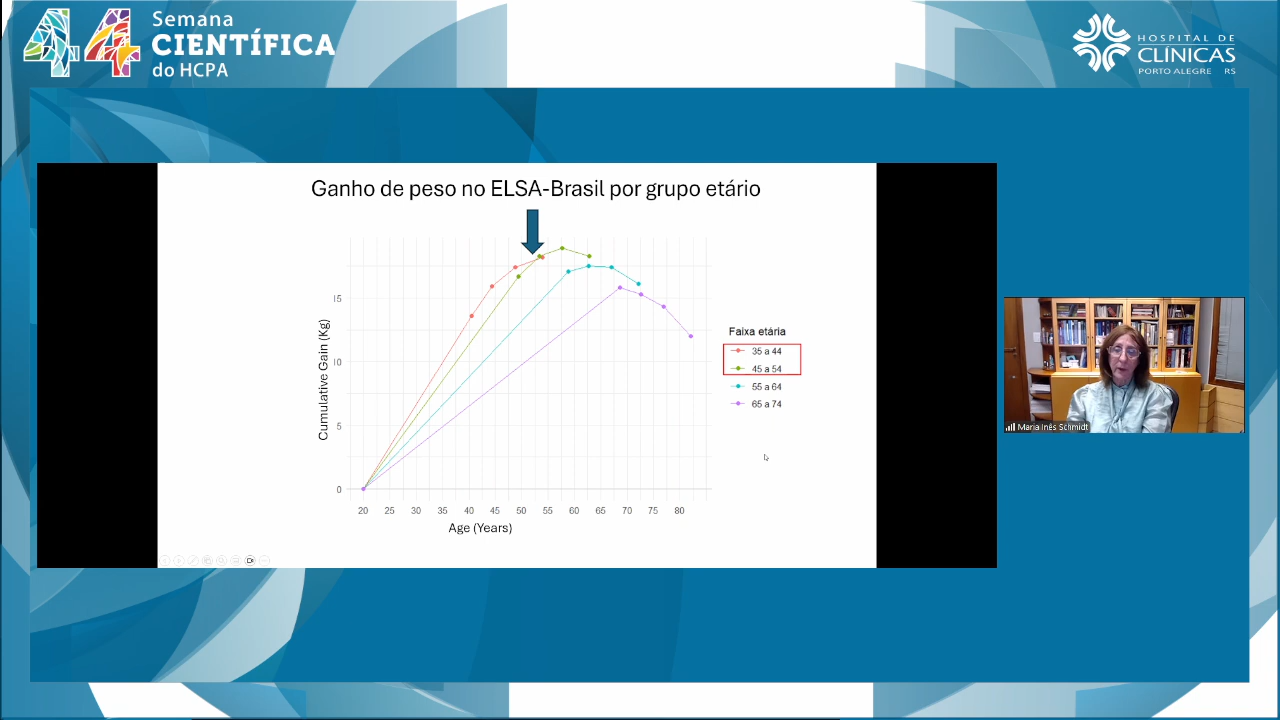 44 Semana
CIENTÍFICA
do HCPA
HOSPITAL DE
CLÍNICAS
PORTO ALEGRE RS
Ganho de peso no ELSA-Brasil por grupo etário
Cumulative Gain (Kg)
15
10
5
0
20 25 30 35 40 45 50 55 60 65 70 75 80
Age (Years)
Faixa etária
35 a 44
45 a 54
55 a 64
65 a 74
Maria Inês Schmidt